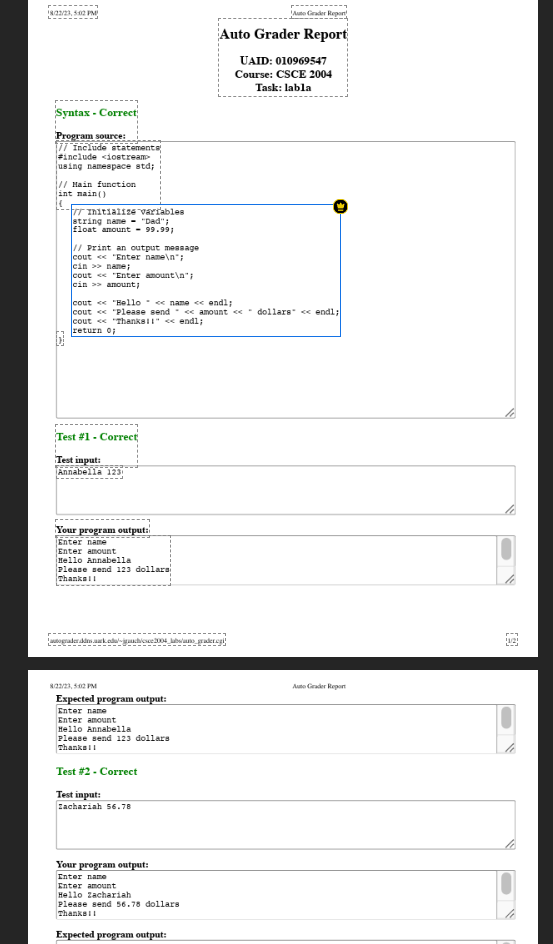 8/22/23, 5:02 PM
Auto Grader Report
Auto Grader Report
UAID: 010969547
Course: CSCE 2004
Task: lab1a
Syntax - Correct
Program source:
// Include statements
#include <iostream>
using namespace std;
// Main function
int main()
{
// Initialize variables
string name = "Dad";
float amount = 99.99;
// Print an output message
cout << "Enter name\n";
cin >> name;
cout << "Enter amount\n";
cin >> amount;
cout << "Hello " << name << endl;
cout << "Please send " << amount << " dollars" << endl;
cout << "Thanks!!" << endl;
return 0;
}
Test #1 - Correct
Test input:
Annabella 123
Your program output:
Enter name
Enter amount
Hello Annabella
Please send 123 dollars
Thanks!!
autograder.ddns.uark.edu/~jgauch/csce2004_labs/auto_grader.cgi
1/2
8/22/23, 5:02 PM
Auto Grader Report
Expected program output:
Enter name
Enter amount
Hello Annabella
Please send 123 dollars
Thanks!!
Test #2 - Correct
Test input:
Zachariah 56.78
Your program output:
Enter name
Enter amount
Hello Zachariah
Please send 56.78 dollars
Thanks!!
Expected program output: